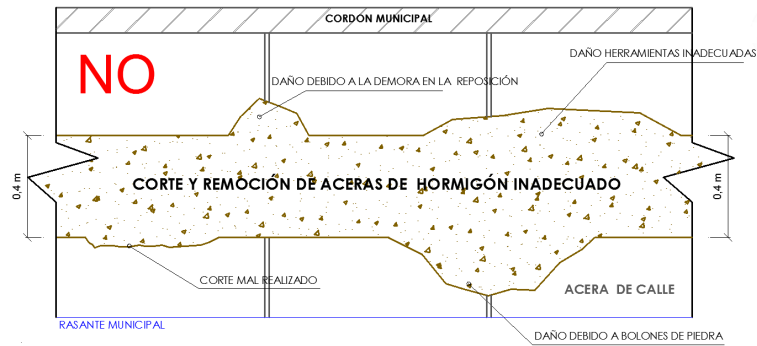 CORDÓN MUNICIPAL
NO
DAÑO HERRAMIENTAS INADECUADAS
DAÑO DEBIDO A LA DEMORA EN LA REPOSICIÓN
0,4 m
CORTE Y REMOCIÓN DE ACERAS DE HORMIGÓN INADECUADO
0,4 m
CORTE MAL REALIZADO
ACERA DE CALLE
RASANTE MUNICIPAL
DAÑO DEBIDO A BOLONES DE PIEDRA